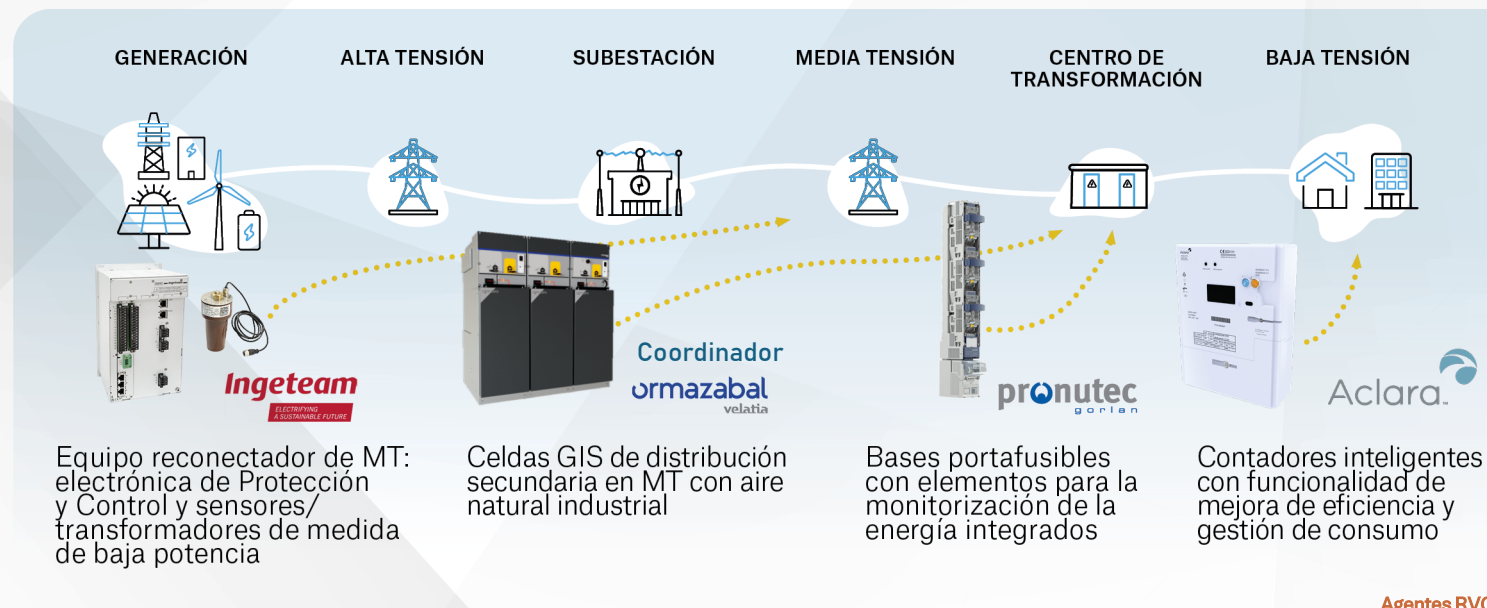 GENERACIÓN
ALTA TENSIÓN
SUBESTACIÓN
MEDIA TENSIÓN
CENTRO DE
TRANSFORMACIÓN
BAJA TENSIÓN
Ingeteam
ELECTRIFYING
A SUSTAINABLE FUTURE
Coordinador
ormazabal
velatia
pronutec
gorlan
Aclara
Equipo reconectador de MT:
electrónica de Protección
y Control y sensores/
transformadores de medida
de baja potencia
Celdas GIS de distribución
secundaria en MT con aire
natural industrial
Bases portafusibles
con elementos para la
monitorización de la
energía integrados
Contadores inteligentes
con funcionalidad de
mejora de eficiencia y
gestión de consumo
Agentes